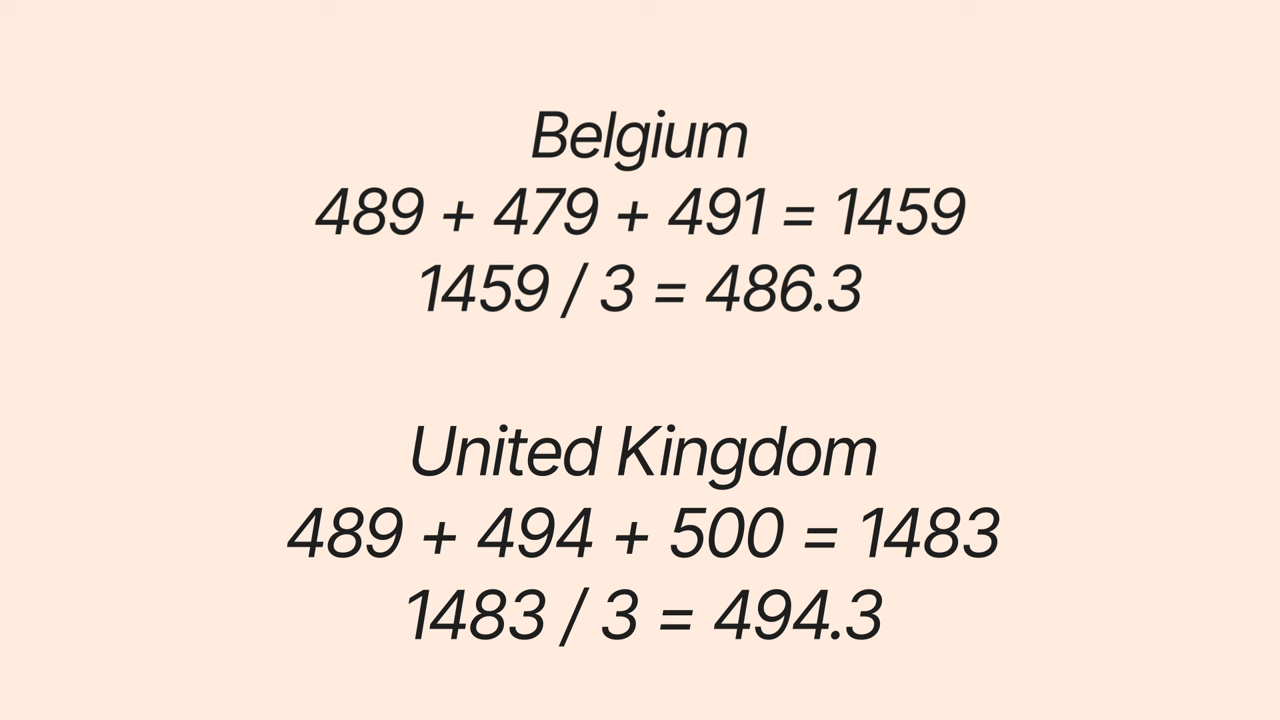 Belgium
489 + 479 + 491 = 1459
1459 / 3 = 486.3
United Kingdom
489 + 494 + 500 = 1483
1483 / 3 = 494.3